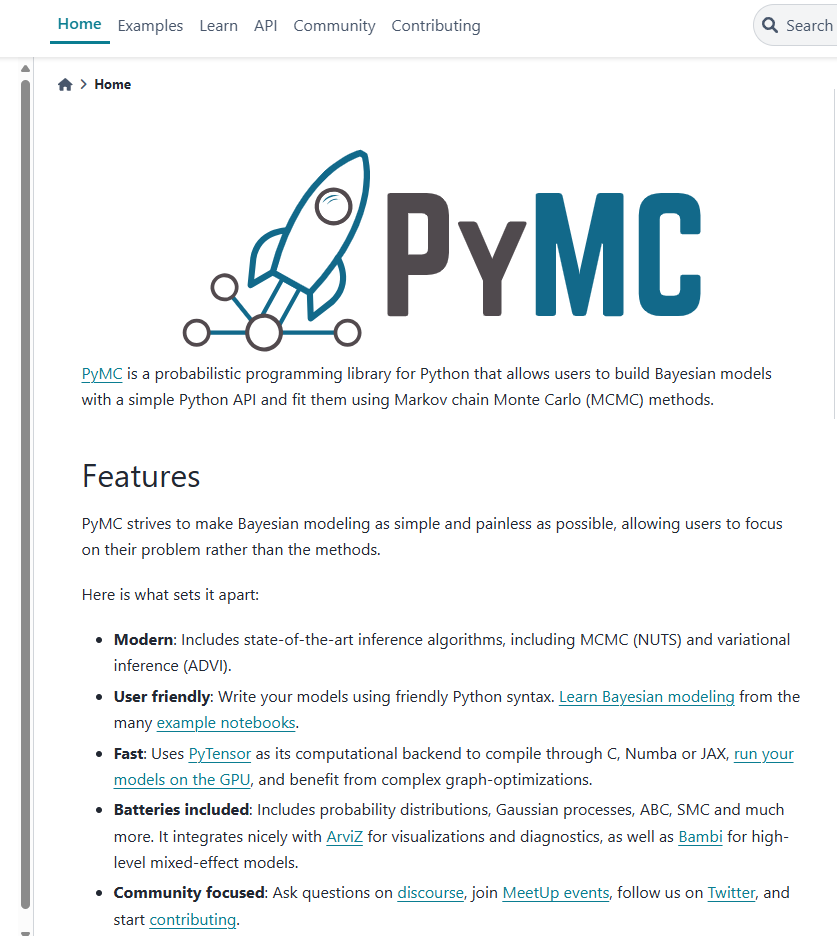 Home Examples Learn API Community Contributing Search
Home
PyMC
PyMC is a probabilistic programming library for Python that allows users to build Bayesian models
with a simple Python API and fit them using Markov chain Monte Carlo (MCMC) methods.
Features
PyMC strives to make Bayesian modeling as simple and painless as possible, allowing users to focus
on their problem rather than the methods.
Here is what sets it apart:
• Modern: Includes state-of-the-art inference algorithms, including MCMC (NUTS) and variational
inference (ADVI).
• User friendly: Write your models using friendly Python syntax. Learn Bayesian modeling from the
many example notebooks.
• Fast: Uses PyTensor as its computational backend to compile through C, Numba or JAX, run your
models on the GPU, and benefit from complex graph-optimizations.
• Batteries included: Includes probability distributions, Gaussian processes, ABC, SMC and much
more. It integrates nicely with ArviZ for visualizations and diagnostics, as well as Bambi for high-
level mixed-effect models.
• Community focused: Ask questions on discourse, join MeetUp events, follow us on Twitter, and
start contributing.